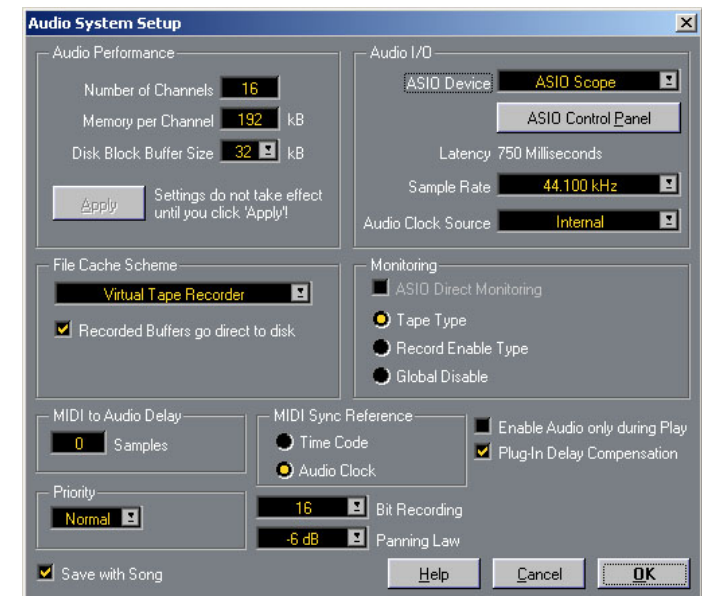 Audio System Setup
Audio Performance
Number of Channels 16
Memory per Channel 192 kB
Disk Block Buffer Size 32 kB
Apply
Settings do not take effect
until you click 'Apply'!
Audio I/O
ASIO Device ASIO Scope
ASIO Control Panel
Latency 750 Milliseconds
Sample Rate 44.100 kHz
Audio Clock Source Internal
File Cache Scheme
Virtual Tape Recorder
Recorded Buffers go direct to disk
Monitoring
ASIO Direct Monitoring
Tape Type
Record Enable Type
Global Disable
MIDI to Audio Delay
0 Samples
MIDI Sync Reference
Time Code
Audio Clock
Enable Audio only during Play
Plug-In Delay Compensation
Priority
Normal
16 Bit Recording
-6 dB Panning Law
Save with Song
Help
Cancel
OK